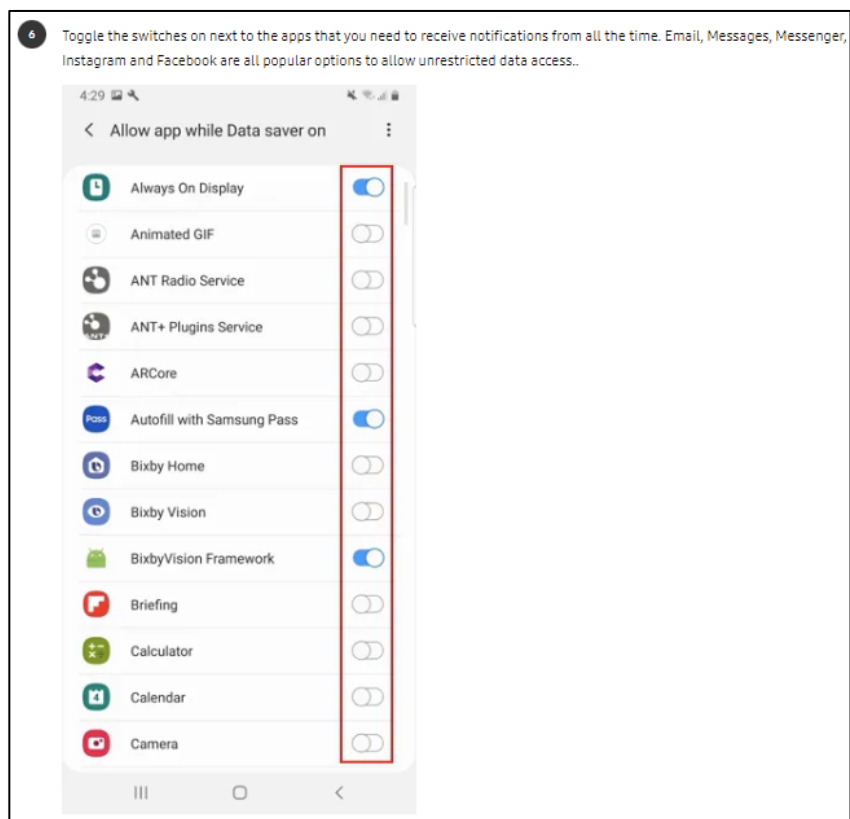 6
Toggle the switches on next to the apps that you need to receive notifications from all the time. Email, Messages, Messenger,
Instagram and Facebook are all popular options to allow unrestricted data access..
4:29
Allow app while Data saver on
Always On Display
Animated GIF
ANT Radio Service
ANT+ Plugins Service
ARCore
Pass Autofill with Samsung Pass
Bixby Home
Bixby Vision
BixbyVision Framework
Briefing
Calculator
4 Calendar
Camera